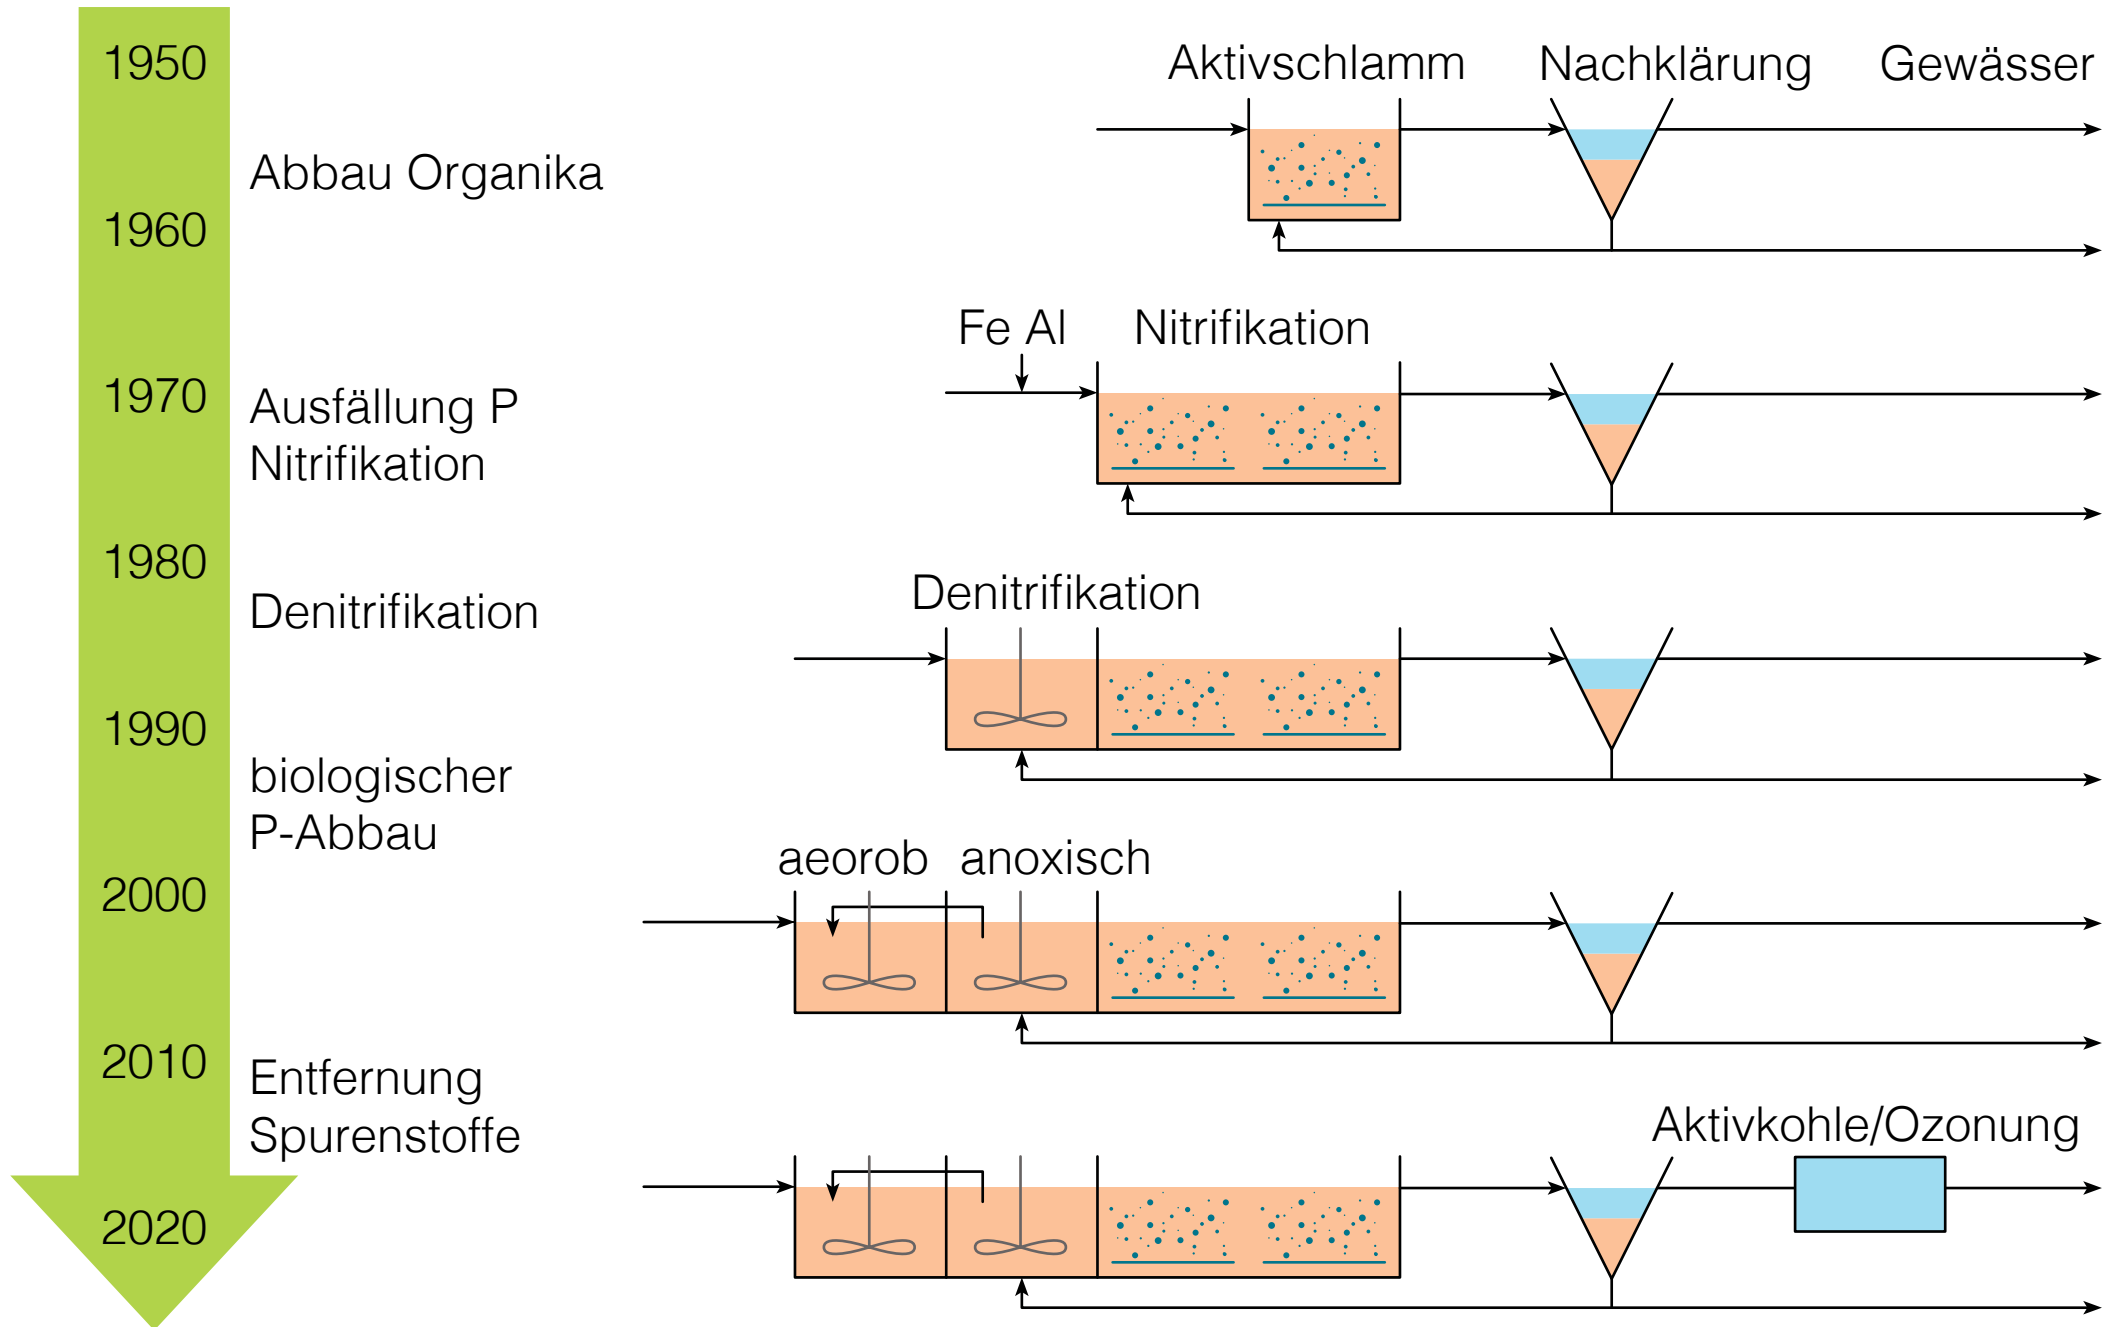 1950
Aktivschlamm Nachklärung Gewässer
Abbau Organika
1960
Fe Al Nitrifikation
1970
Ausfällung P
Nitrifikation
1980
Denitrifikation
Denitrifikation
1990
biologischer
P-Abbau
aeorob anoxisch
2000
2010
Entfernung
Spurenstoffe
Aktivkohle/Ozonung
2020